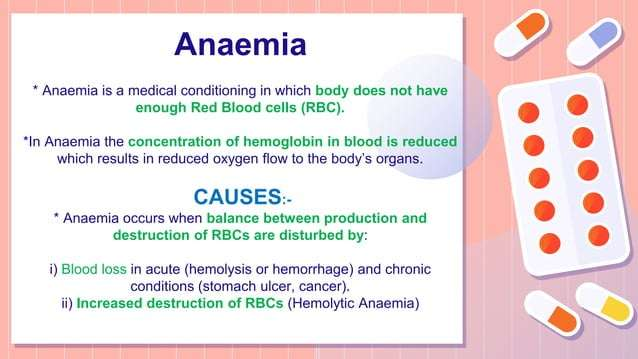 Anaemia
* Anaemia is a medical conditioning in which body does not have
enough Red Blood cells (RBC).
*In Anaemia the concentration of hemoglobin in blood is reduced
which results in reduced oxygen flow to the body's organs.
CAUSES:-
* Anaemia occurs when balance between production and
destruction of RBCs are disturbed by:
i) Blood loss in acute (hemolysis or hemorrhage) and chronic
conditions (stomach ulcer, cancer).
ii) Increased destruction of RBCs (Hemolytic Anaemia)